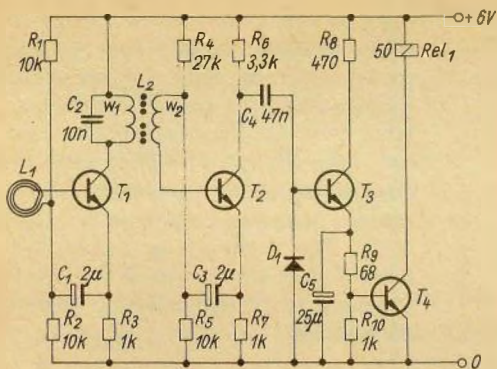 + 6V
R1
10k
R4
27k
R6
3,3k
R8
470
50 Rel1
C2
10n
w1
L2
w2
C4 47n
L1
T1
T2
T3
C1 2µ
C3 2µ
D1
C5
25µ
R9
68
T4
R2
10k
R3
1k
R5
10k
R7
1k
R10
1k
0